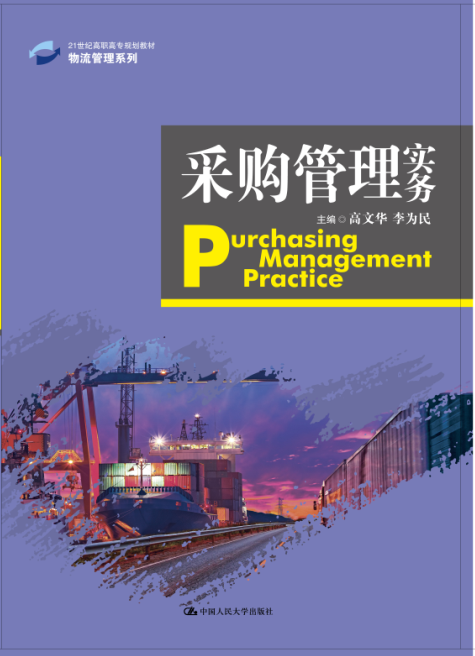 21世纪高职高专规划教材
物流管理系列
采购管理实务
主编◎高文华 李为民
Purchasing
Management
Practice
中国人民大学出版社